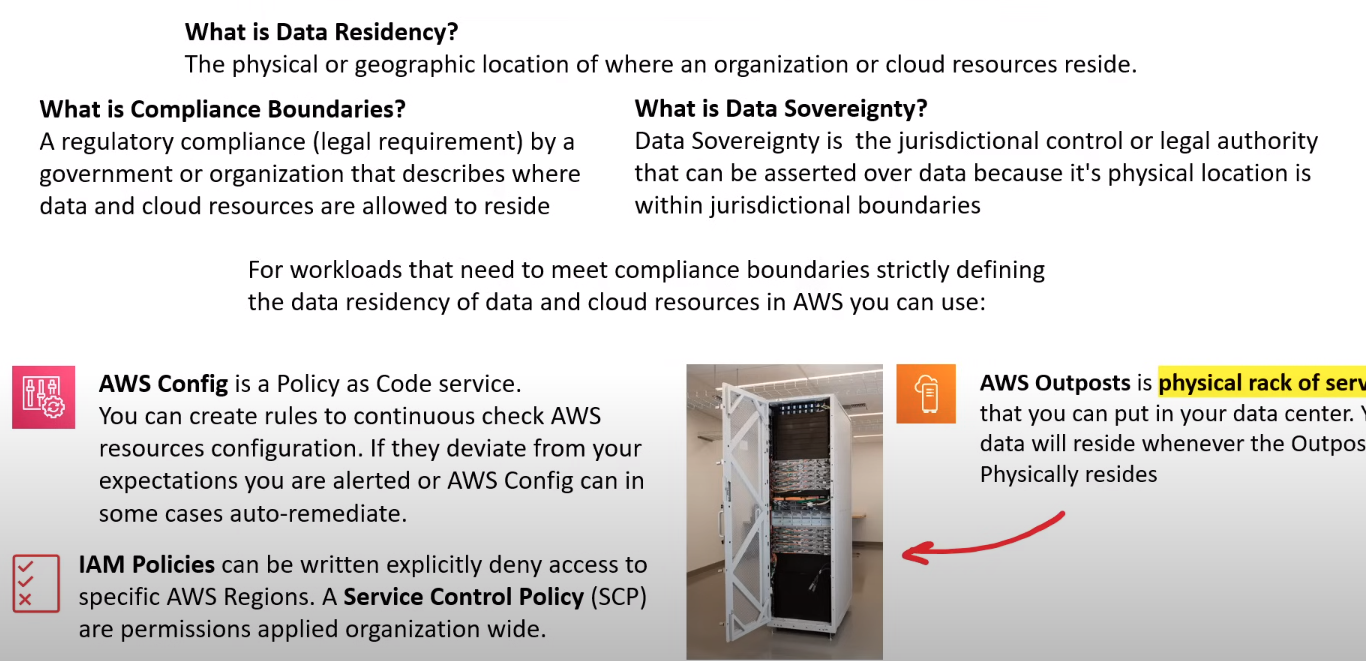 What is Data Residency?
The physical or geographic location of where an organization or cloud resources reside.
What is Compliance Boundaries?
A regulatory compliance (legal requirement) by a
government or organization that describes where
data and cloud resources are allowed to reside
What is Data Sovereignty?
Data Sovereignty is  the jurisdictional control or legal authority
that can be asserted over data because it's physical location is
within jurisdictional boundaries
For workloads that need to meet compliance boundaries strictly defining
the data residency of data and cloud resources in AWS you can use:
AWS Config is a Policy as Code service.
You can create rules to continuous check AWS
resources configuration. If they deviate from your
expectations you are alerted or AWS Config can in
some cases auto-remediate.
IAM Policies can be written explicitly deny access to
specific AWS Regions. A Service Control Policy (SCP)
are permissions applied organization wide.
AWS Outposts is physical rack of
that you can put in your data center.
data will reside whenever the
Physically resides